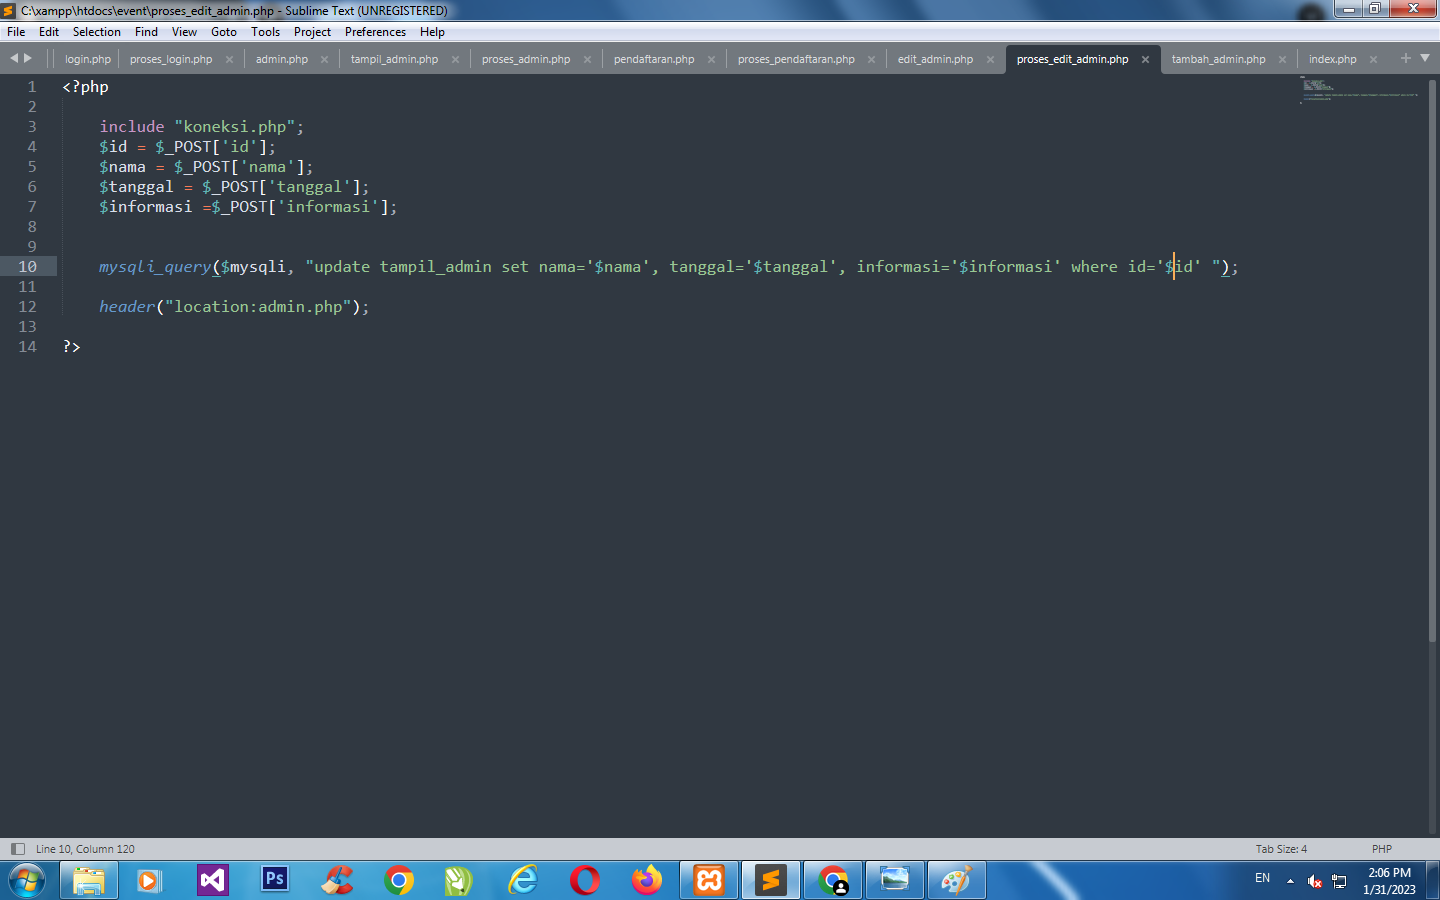 C:\xampp\htdocs\event\proses_edit_admin.php - Sublime Text (UNREGISTERED)
File Edit Selection Find View Goto Tools Project Preferences Help
login.php proses_login.php admin.php tampil_admin.php proses_admin.php pendaftaran.php proses_pendaftaran.php edit_admin.php proses_edit_admin.php tambah_admin.php index.php
1 <?php
2
3 include "koneksi.php";
4 $id = $_POST['id'];
5 $nama = $_POST['nama'];
6 $tanggal = $_POST['tanggal'];
7 $informasi =$_POST['informasi'];
8
9
10 mysqli_query($mysqli, "update tampil_admin set nama='$nama', tanggal='$tanggal', informasi='$informasi' where id='$id' ");
11
12 header("location:admin.php");
13
14 ?>
Line 10, Column 120 Tab Size: 4 PHP
Ps
EN
2:06 PM
1/31/2023